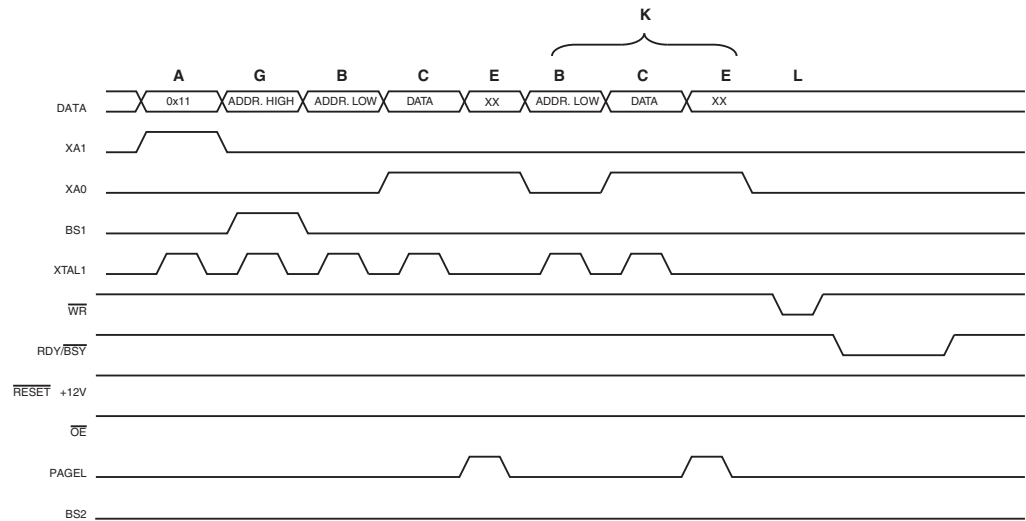 K
A G B C E B C E L
DATA 0x11 ADDR. HIGH ADDR. LOW DATA XX ADDR. LOW DATA XX
XA1
XA0
BS1
XTAL1
WR
RDY/BSY
RESET +12V
OE
PAGEL
BS2